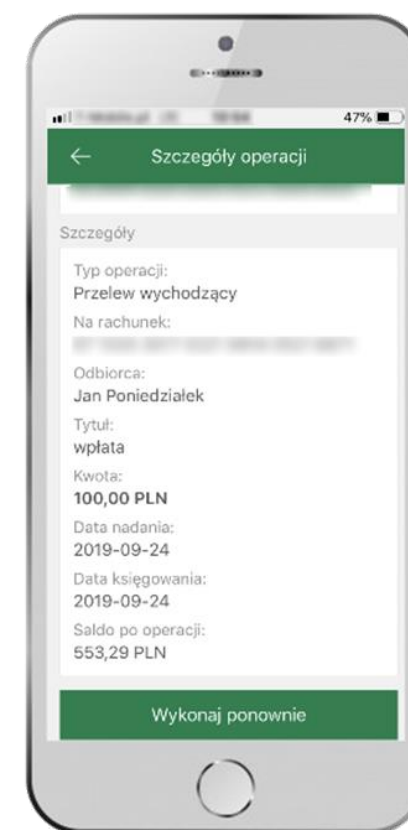 47%
Szczegóły operacji
Szczegóły
Typ operacji:
Przelew wychodzący
Na rachunek:
Odbiorca:
Jan Poniedziałek
Tytuł:
wpłata
Kwota:
100,00 PLN
Data nadania:
2019-09-24
Data księgowania:
2019-09-24
Saldo po operacji:
553,29 PLN
Wykonaj ponownie